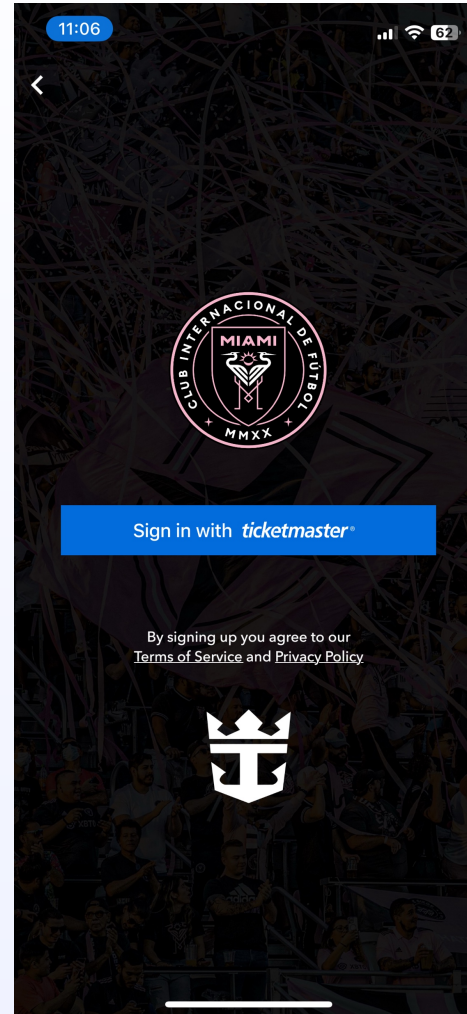 11:06
62
CLUB INTERNACIONAL DE FÚTBOL
MIAMI
MMXX
Sign in with ticketmaster®
By signing up you agree to our
Terms of Service and Privacy Policy